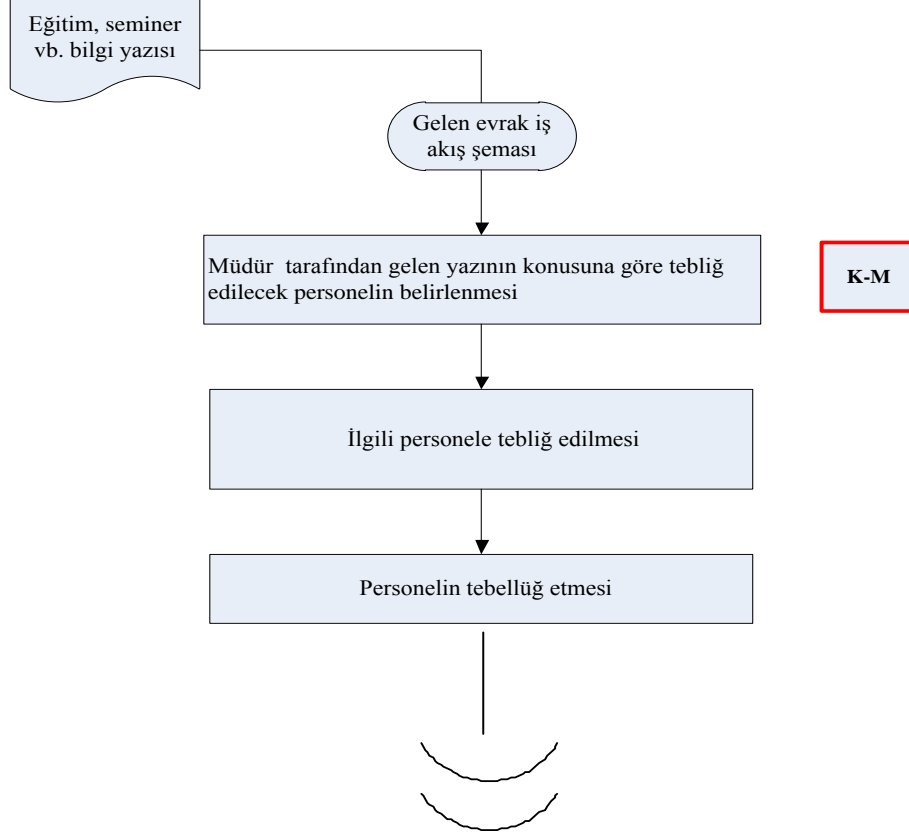 Eğitim, seminer
vb. bilgi yazısı
Gelen evrak iş
akış şeması
Müdür  tarafından gelen yazının konusuna göre tebliğ
edilecek personelin belirlenmesi
K-M
İlgili personele tebliğ edilmesi
Personelin tebellüğ etmesi